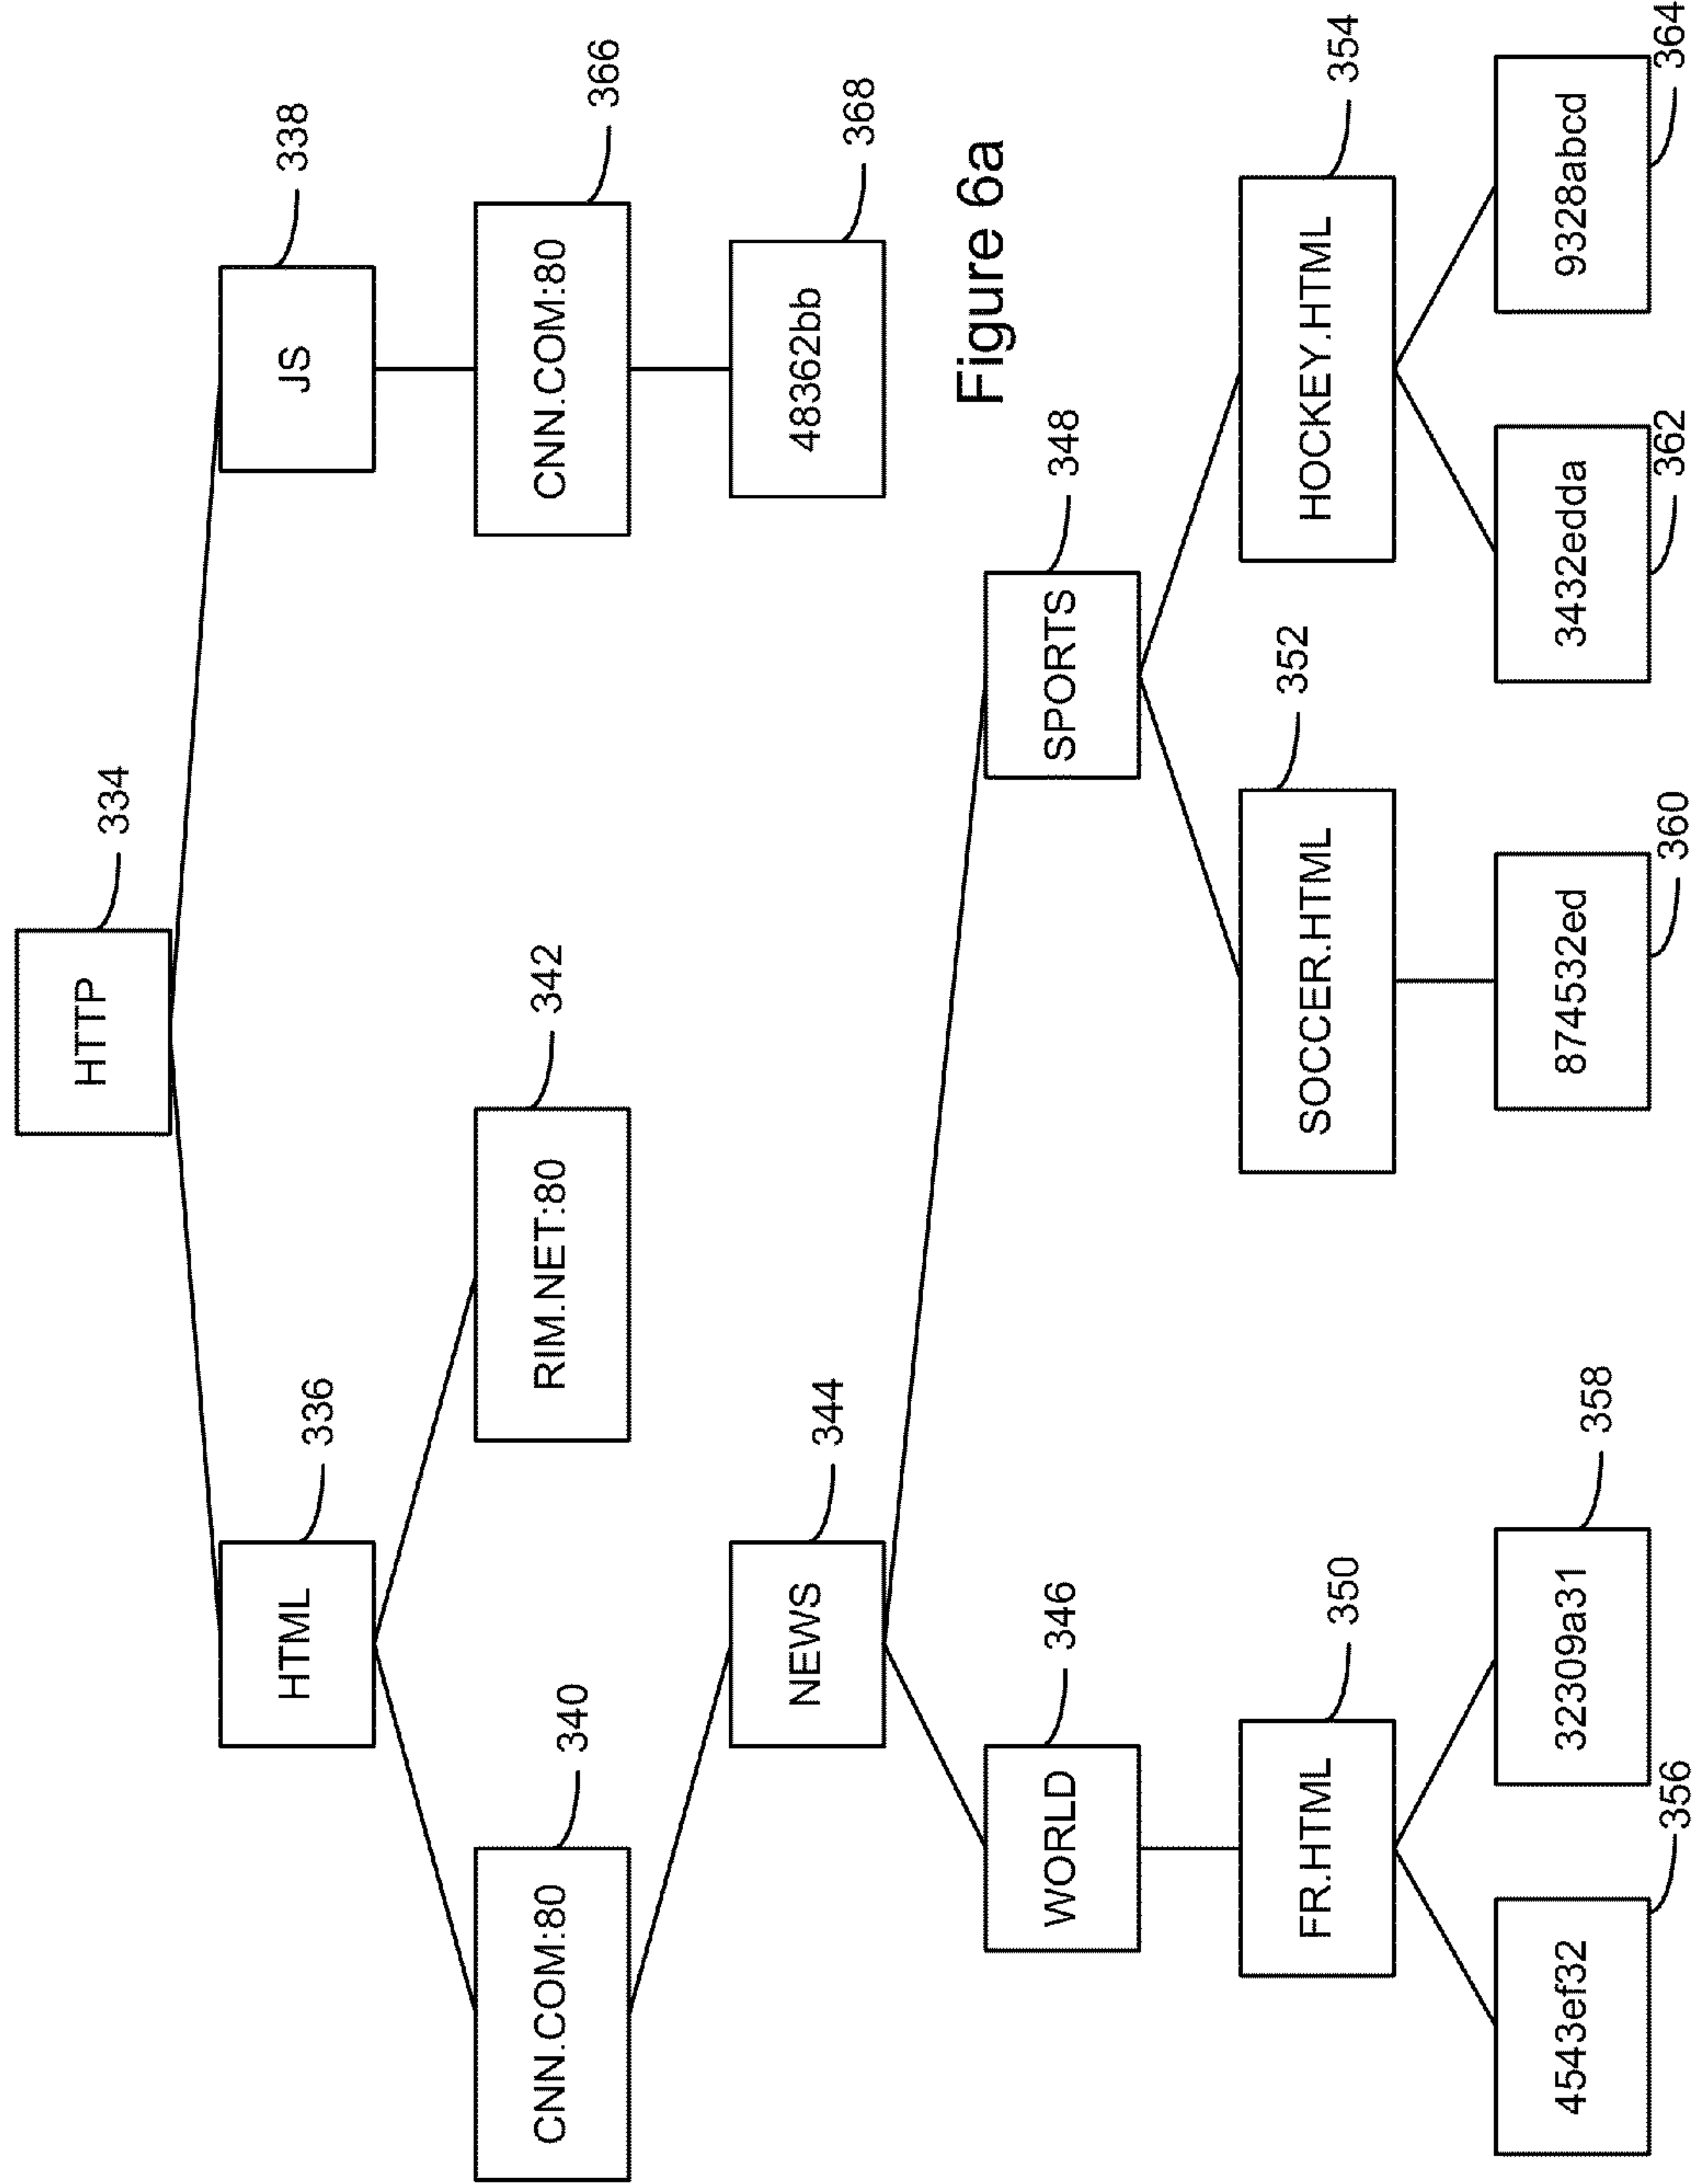 HTTP
334
HTML
336
JS
338
CNN.COM:80
340
RIM.NET:80
342
CNN.COM:80
366
NEWS
344
48362bb
368
WORLD
346
SPORTS
348
Figure 6a
FR.HTML
350
SOCCER.HTML
352
HOCKEY.HTML
354
4543ef32
356
32309a31
358
874532ed
360
3432edda
362
9328abcd
364